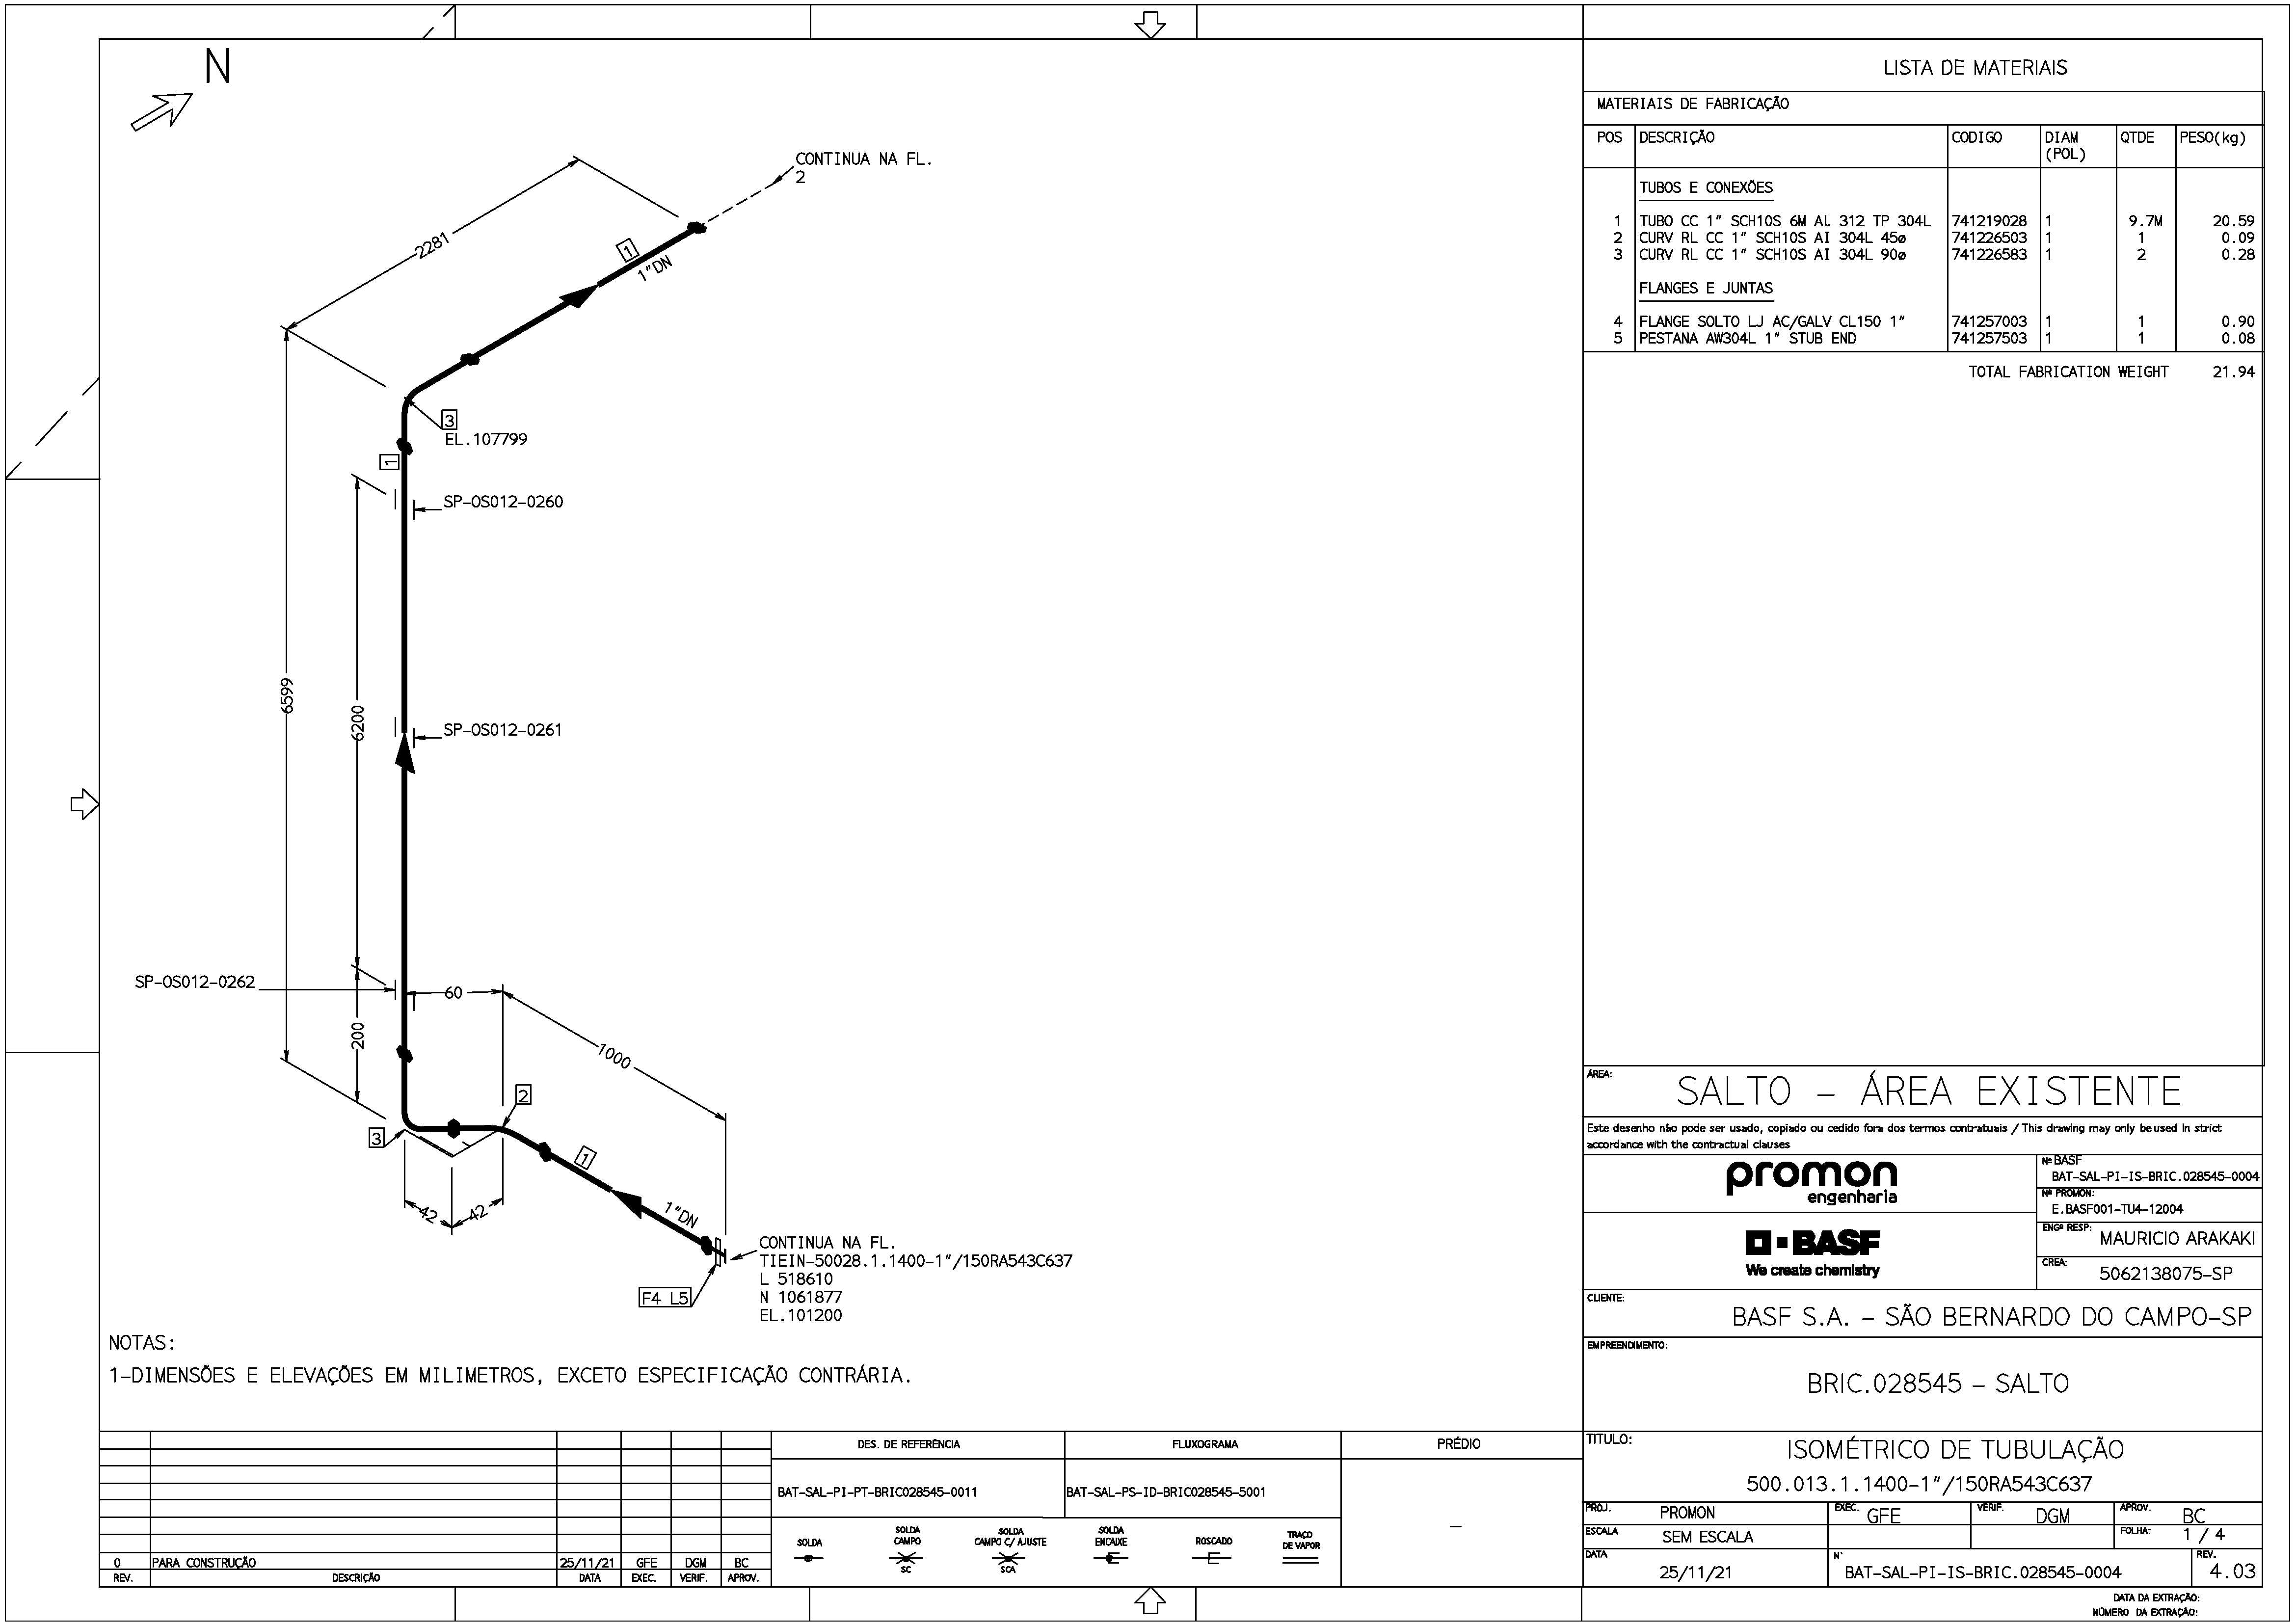 N
CONTINUA NA FL.
2
2281
1
1"DN
3
EL.107799
1
SP-OS012-0260
6599
6200
SP-OS012-0261
SP-OS012-0262
60
200
1000
2
3
1
42
42
1"DN
CONTINUA NA FL.
TIEIN-50028.1.1400-1"/150RA543C637
L 518610
N 1061877
EL.101200
F4 L5
NOTAS:
1-DIMENSÕES E ELEVAÇÕES EM MILIMETROS, EXCETO ESPECIFICAÇÃO CONTRÁRIA.
LISTA DE MATERIAIS
MATERIAIS DE FABRICAÇÃO
POS DESCRIÇÃO CODIGO DIAM (POL) QTDE PESO(kg)
TUBOS E CONEXÕES
1 TUBO CC 1" SCH10S 6M AL 312 TP 304L 741219028 1 9.7M 20.59
2 CURV RL CC 1" SCH10S AI 304L 45ø 741226503 1 1 0.09
3 CURV RL CC 1" SCH10S AI 304L 90ø 741226583 1 2 0.28
FLANGES E JUNTAS
4 FLANGE SOLTO LJ AC/GALV CL150 1" 741257003 1 1 0.90
5 PESTANA AW304L 1" STUB END 741257503 1 1 0.08
TOTAL FABRICATION WEIGHT 21.94
ÁREA:
SALTO - ÁREA EXISTENTE
Este desenho não pode ser usado, copiado ou cedido fora dos termos contratuais / This drawing may only be used in strict
accordance with the contractual clauses
promon
engenharia
Nº BASF
BAT-SAL-PI-IS-BRIC.028545-0004
Nº PROMON:
E.BASF001-TU4-12004
BASF
We create chemistry
ENGº RESP:
MAURICIO ARAKAKI
CREA:
5062138075-SP
CLIENTE:
BASF S.A. - SÃO BERNARDO DO CAMPO-SP
EMPREENDIMENTO:
BRIC.028545 - SALTO
TITULO:
ISOMÉTRICO DE TUBULAÇÃO
500.013.1.1400-1"/150RA543C637
PROJ. PROMON EXEC. GFE VERIF. DGM APROV. BC
ESCALA SEM ESCALA FOLHA: 1 / 4
DATA 25/11/21 N° BAT-SAL-PI-IS-BRIC.028545-0004 REV. 4.03
DATA DA EXTRAÇÃO:
NÚMERO DA EXTRAÇÃO:
DES. DE REFERÊNCIA FLUXOGRAMA PRÉDIO
BAT-SAL-PI-PT-BRIC028545-0011 BAT-SAL-PS-ID-BRIC028545-5001
-
SOLDA
SOLDA CAMPO
SC
SOLDA CAMPO C/ AJUSTE
SCA
SOLDA ENCAIXE
ROSCADO
TRAÇO DE VAPOR
0 PARA CONSTRUÇÃO 25/11/21 GFE DGM BC
REV. DESCRIÇÃO DATA EXEC. VERIF. APROV.